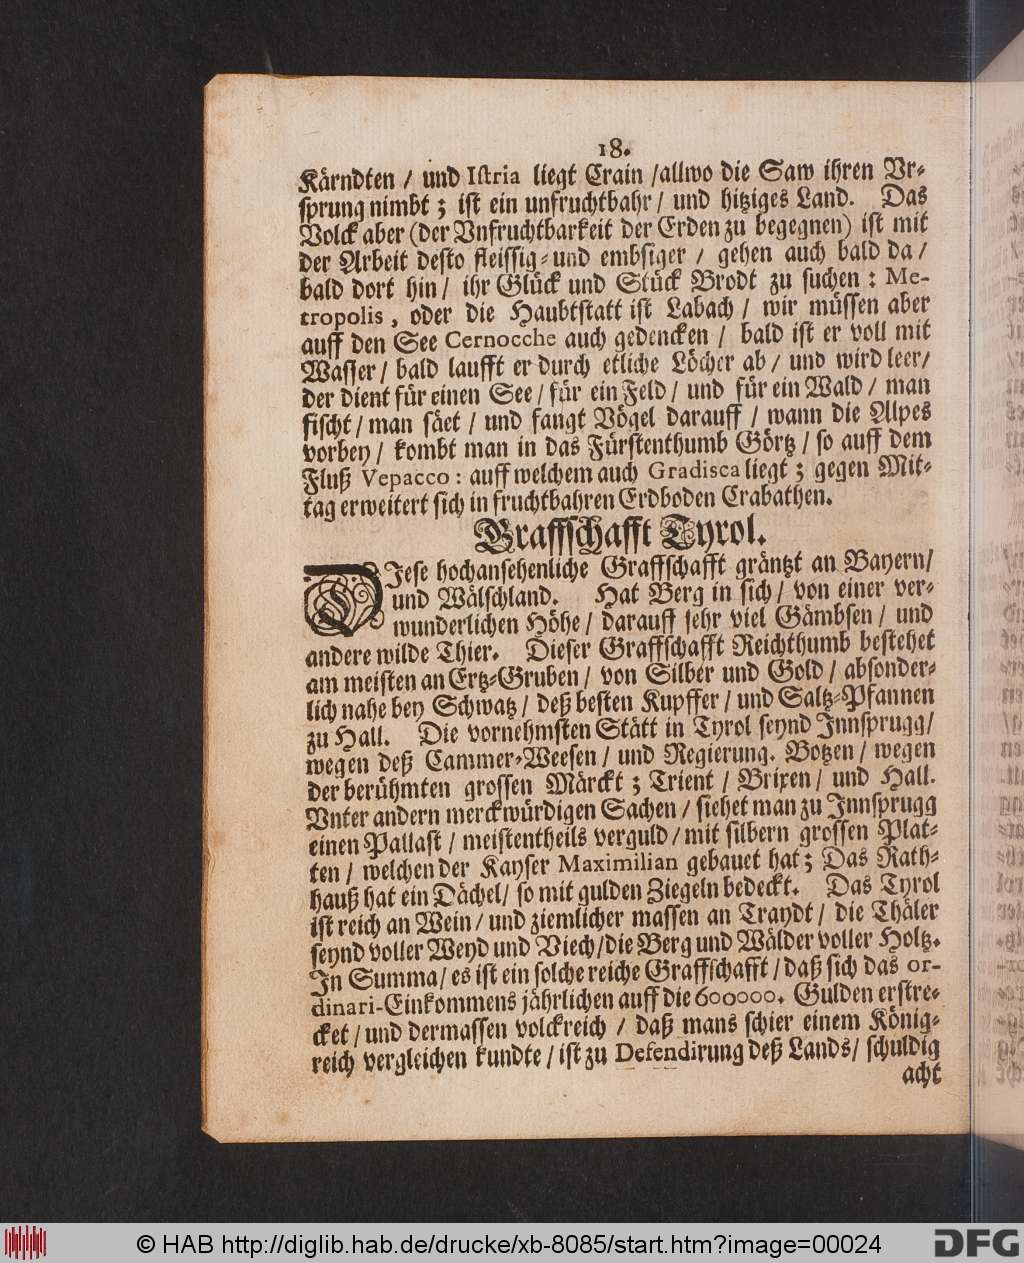 18.
Kärndten / und Istria liegt Crain /allwo die Saw ihren Vr-
sprung nimbt; ist ein unfruchtbahr / und hitziges Land. Das
Volck aber (der Vnfruchtbarkeit der Erden zu begegnen) ist mit
der Arbeit desto fleissig- und embsiger / gehen auch bald da /
bald dort hin / ihr Glück und Stück Brodt zu suchen: Me-
tropolis, oder die Haubtstatt ist Labach / wir müssen aber
auff den See Cernocche auch gedencken / bald ist er voll mit
Wasser / bald laufft er durch etliche Löcher ab / und wird leer/
der dient für einen See / für ein Feld / und für ein Wald / man
fischt / man säet / und fangt Vögel darauff / wann die Alpes
vorbey / kombt man in das Fürstenthumb Görtz / so auff dem
Fluß Vepacco: auff welchem auch Gradisca liegt; gegen Mit-
tag erweitert sich in fruchtbahren Erdboden Crabathen.
Graffschafft Tyrol.
DIese hochansehenliche Graffschafft gräntzt an Bayern/
und Wälschland. Hat Berg in sich / von einer ver-
wunderlichen Höhe / darauff sehr viel Gämbsen / und
andere wilde Thier. Dieser Graffschafft Reichthumb bestehet
am meisten an Ertz-Gruben / von Silber und Gold / absonder-
lich nahe bey Schwatz / deß besten Kupffer / und Saltz-Pfannen
zu Hall. Die vornehmsten Stätt in Tyrol seynd Innsprugg/
wegen deß Cammer-Weesen / und Regierung. Botzen / wegen
der berühmten grossen Märckt; Trient / Brixen / und Hall.
Vnter andern merckwürdigen Sachen / siehet man zu Innsprugg
einen Pallast / meistentheils verguld / mit silbern grossen Plat-
ten / welchen der Kayser Maximilian gebauet hat; Das Rath-
hauß hat ein Dächel/ so mit gulden Ziegeln bedeckt. Das Tyrol
ist reich an Wein / und ziemlicher massen an Traydt / die Thäler
seynd voller Weyd und Viech/die Berg und Wälder voller Holtz.
In Summa / es ist ein solche reiche Graffschafft / daß sich das or-
dinari-Einkommens jährlichen auff die 600000. Gulden erstre-
cket / und dermassen volckreich / daß mans schier einem König-
reich vergleichen kundte / ist zu Defendirung deß Lands/ schuldig
acht
© HAB http://diglib.hab.de/drucke/xb-8085/start.htm?image=00024
DFG